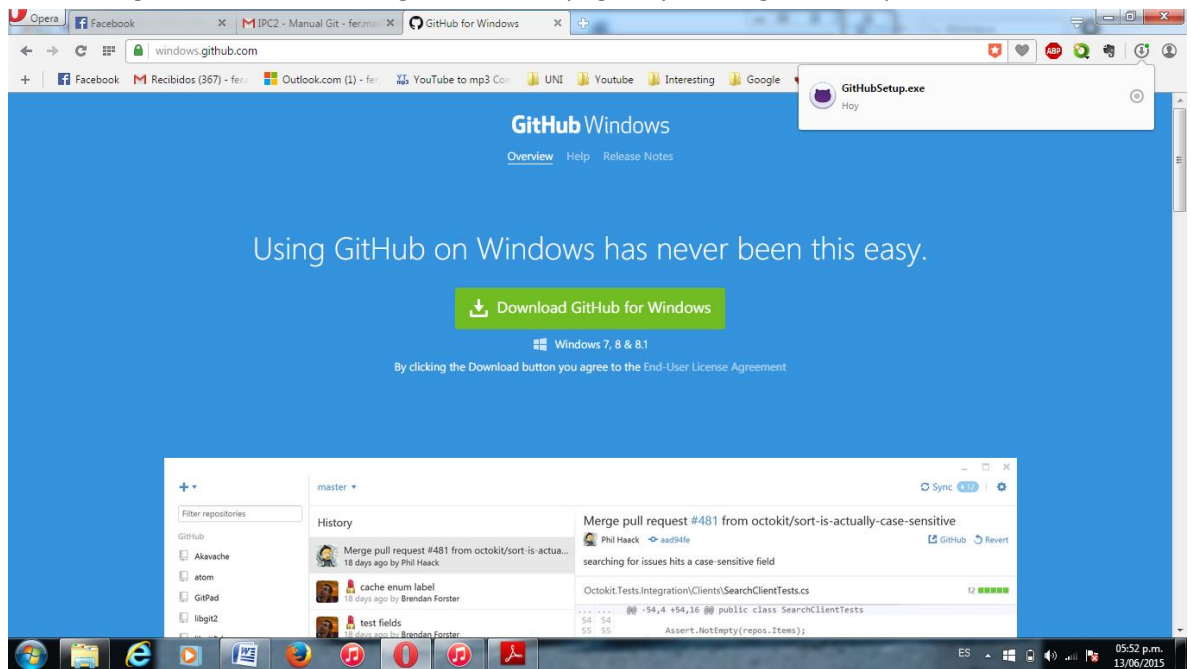 Opera
Facebook
IPC2 - Manual Git - fer.me
GitHub for Windows
windows.github.com
ABP
Facebook
Recibidos (367) - fer.
Outlook.com (1) - fer
YouTube to mp3 Con
UNI
Youtube
Interesting
Google
GitHubSetup.exe
Hoy
GitHub Windows
Overview Help Release Notes
Using GitHub on Windows has never been this easy.
Download GitHub for Windows
Windows 7, 8 & 8.1
By clicking the Download button you agree to the End-User License Agreement
master
Sync +12
Filter repositories
GitHub
Akavache
atom
GitPad
libgit2
History
Merge pull request #481 from octokit/sort-is-actua...
18 days ago by Phil Haack
cache enum label
18 days ago by Brendan Forster
test fields
18 days ago by Brendan Forster
Merge pull request #481 from octokit/sort-is-actually-case-sensitive
Phil Haack aad94fe
GitHub Revert
searching for issues hits a case-sensitive field
Octokit.Tests.Integration\Clients\SearchClientTests.cs 12
... ... @@ -54,4 +54,16 @@ public class SearchClientTests
54 54
55 55 Assert.NotEmpty(repos.Items);
ES
05:52 p.m.
13/06/2015